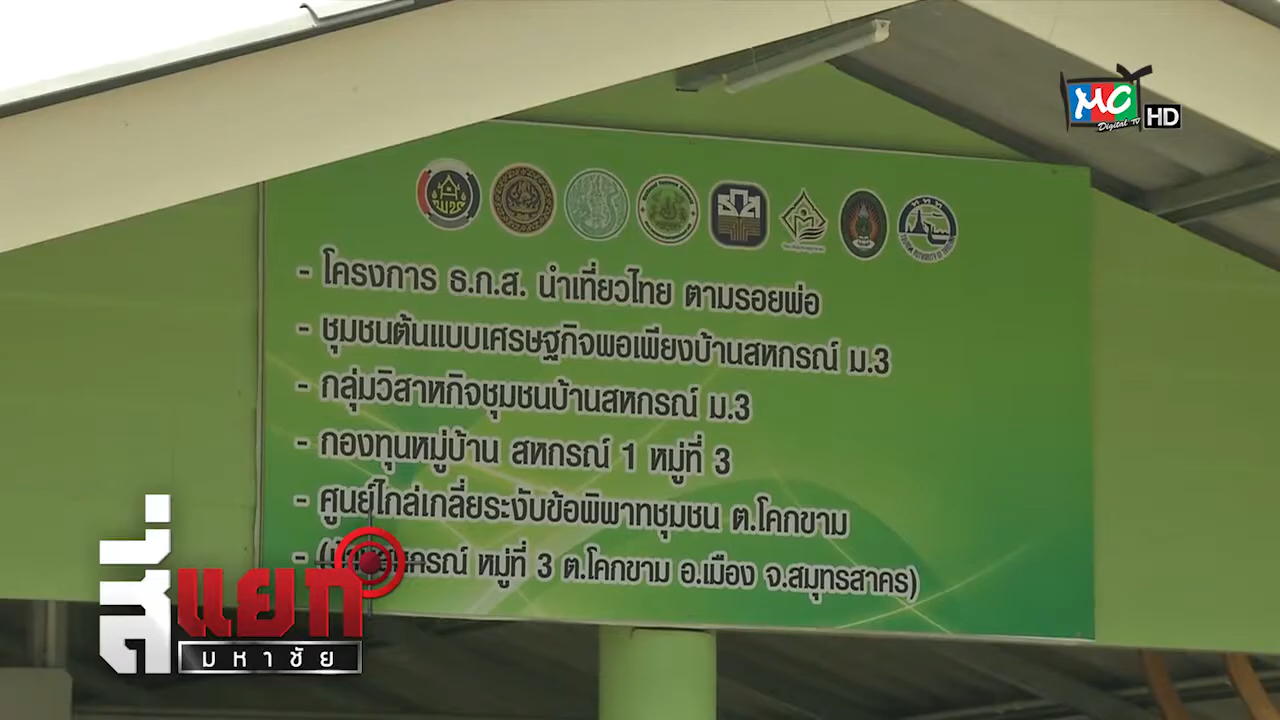 MC
Digital TV
HD
- โครงการ ธ.ก.ส. นำเที่ยวไทย ตามรอยพ่อ
- ชุมชนต้นแบบเศรษฐกิจพอเพียงบ้านสหกรณ์ ม.3
- กลุ่มวิสาหกิจชุมชนบ้านสหกรณ์ ม.3
- กองทุนหมู่บ้าน สหกรณ์ 1 หมู่ที่ 3
- ศูนย์ไกล่เกลี่ยระงับข้อพิพาทชุมชน ต.โคกขาม
หมู่ที่ 3 ต.โคกขาม อ.เมือง จ.สมุทรสาคร)
สี่แยก
มหาชัย